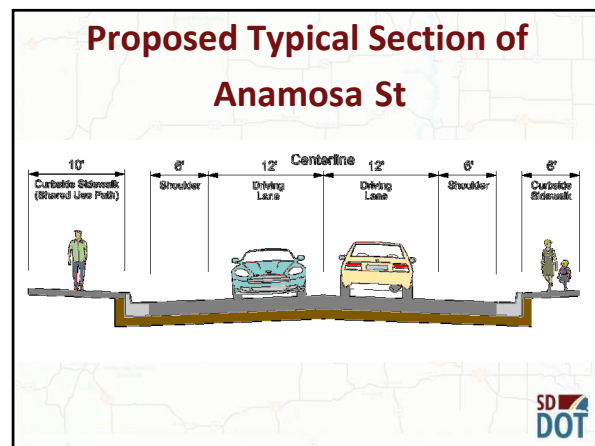 Proposed Typical Section of
Anamosa St
Centerline
10' 6' 12' 12' 6' 6'
Curbside Sidewalk Shoulder Driving Driving Shoulder Curbside
(Shared Use Path) Lane Lane Sidewalk
SD
DOT